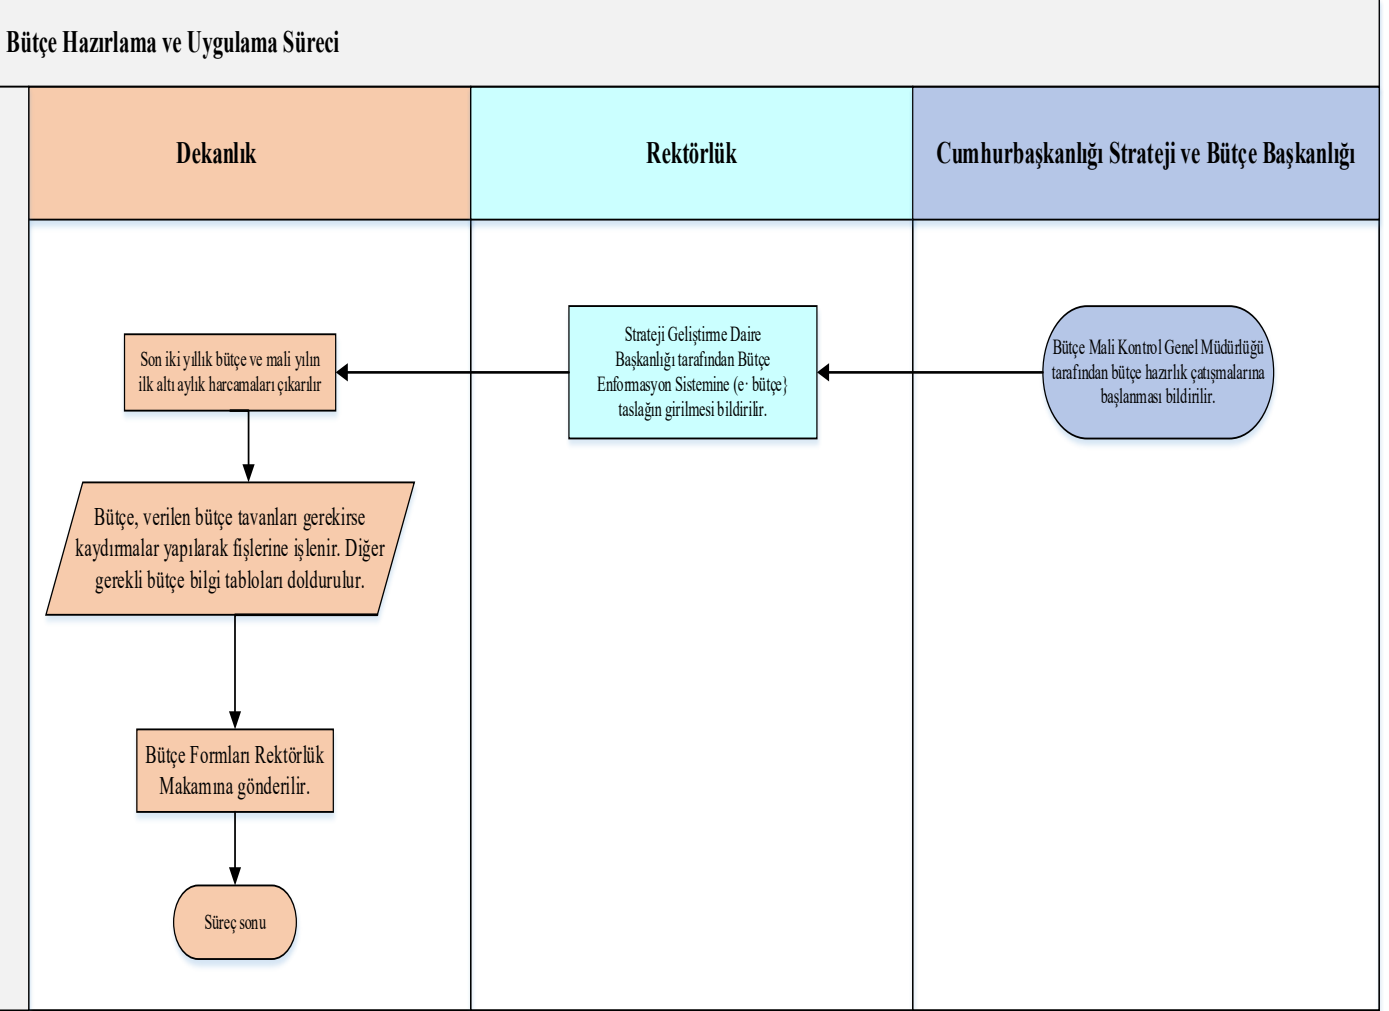 Bütçe Hazırlama ve Uygulama Süreci
Dekanlık
Rektörlük
Cumhurbaşkanlığı Strateji ve Bütçe Başkanlığı
Bütçe Mali Kontrol Genel Müdürlüğü
tarafından bütçe hazırlık çatışmalarına
başlanması bildirilir.
Strateji Geliştirme Daire
Başkanlığı tarafından Bütçe
Enformasyon Sistemine (e· bütçe}
taslağın girilmesi bildirilir.
Son iki yıllık bütçe ve mali yılın
ilk altı aylık harcamaları çıkarılır
Bütçe, verilen bütçe tavanları gerekirse
kaydırmalar yapılarak fişlerine işlenir. Diğer
gerekli bütçe bilgi tabloları doldurulur.
Bütçe Formları Rektörlük
Makamına gönderilir.
Süreç sonu